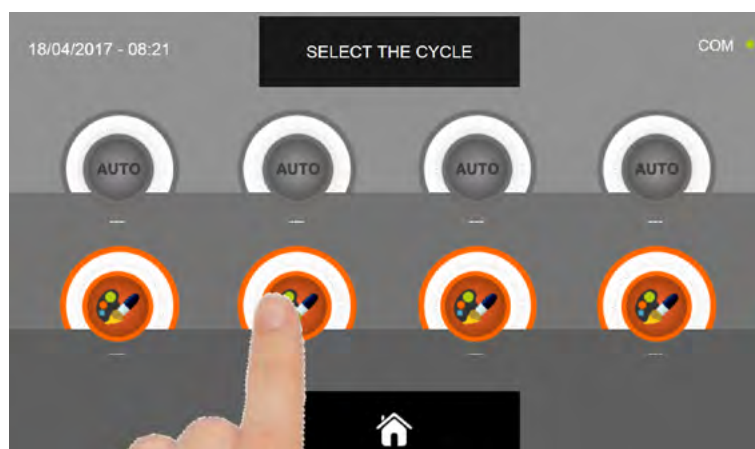 18/04/2017 - 08:21
SELECT THE CYCLE
COM
AUTO
AUTO
AUTO
AUTO
---
---
---
---
---
---
---